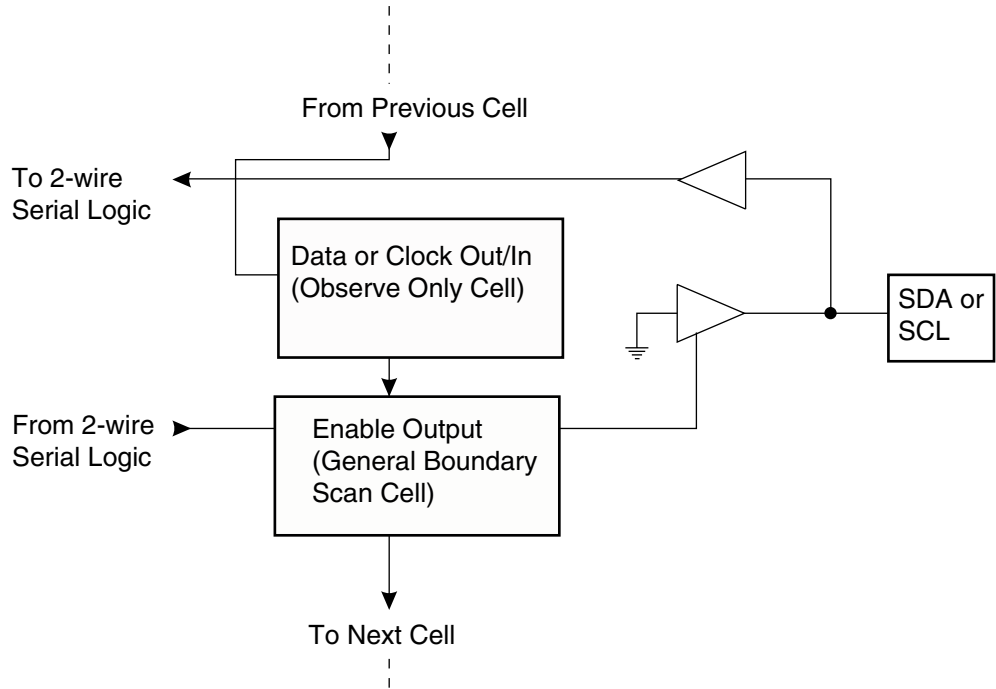 From Previous Cell
To 2-wire
Serial Logic
Data or Clock Out/In
(Observe Only Cell)
SDA or
SCL
From 2-wire
Serial Logic
Enable Output
(General Boundary
Scan Cell)
To Next Cell